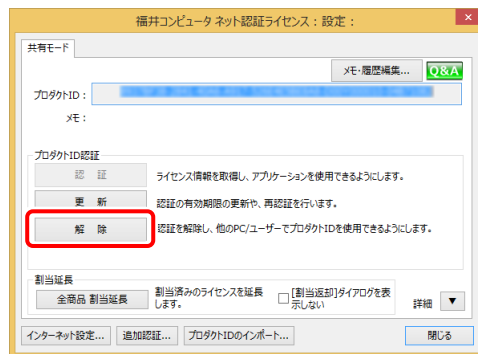 福井コンピュータ ネット認証ライセンス：設定：
×
共有モード
メモ・履歴編集...
Q&A
プロダクトID：
メモ：
プロダクトID認証
認 証
ライセンス情報を取得し、アプリケーションを使用できるようにします。
更 新
認証の有効期限の更新や、再認証を行います。
解 除
認証を解除し、他のPC/ユーザーでプロダクトIDを使用できるようにします。
割当延長
全商品 割当延長
割当済みのライセンスを延長
します。
[割当返却]ダイアログを表
示しない
詳細 ▼
インターネット設定...
追加認証...
プロダクトIDのインポート...
閉じる